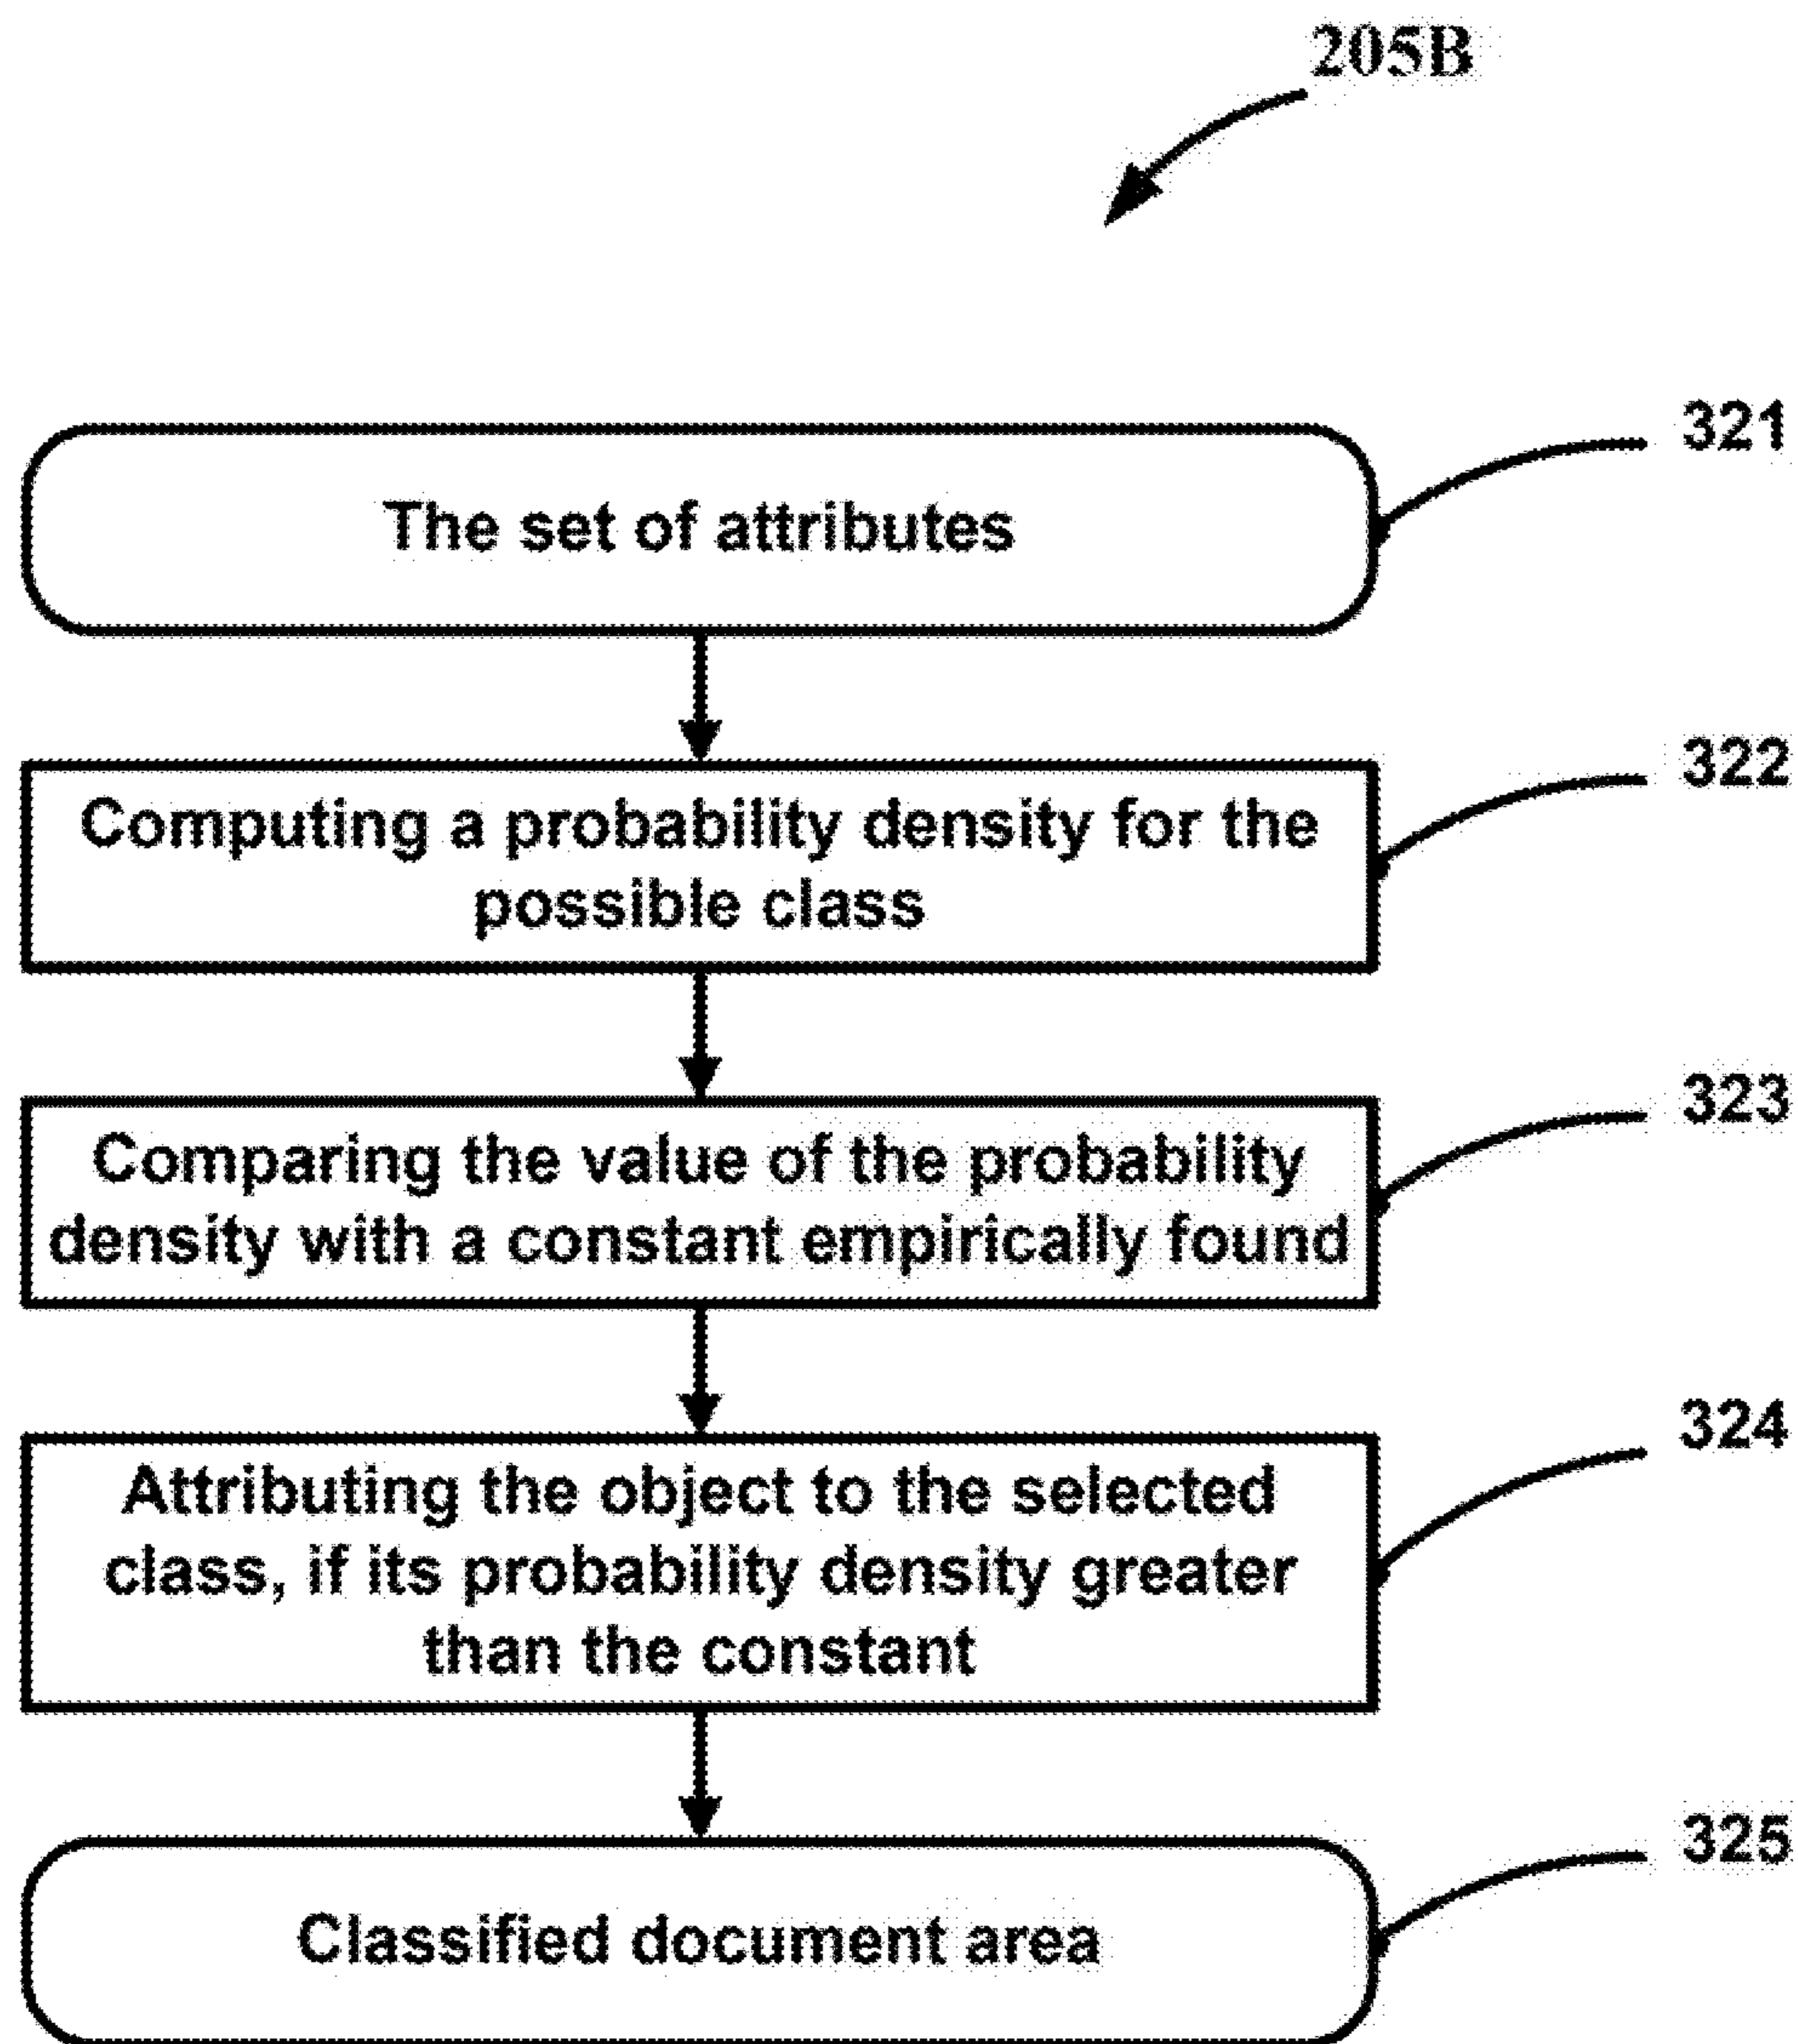 205B
321
The set of attributes
322
Computing a probability density for the
possible class
323
Comparing the value of the probability
density with a constant empirically found
324
Attributing the object to the selected
class, if its probability density greater
than the constant
325
Classified document area